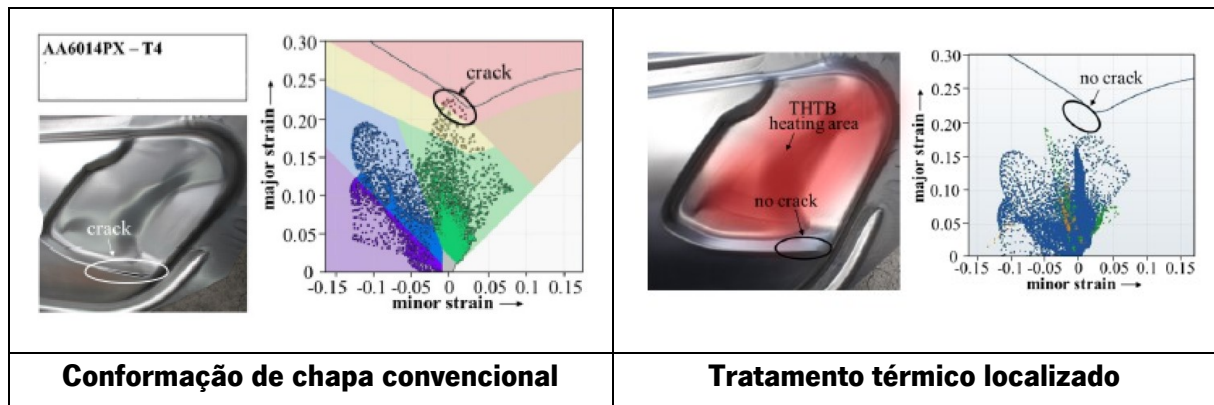 AA6014PX – T4
crack
0.30
0.25
0.20
0.15
0.10
0.05
0
major strain →
crack
-0.15 -0.1 -0.05 0 0.05 0.1 0.15
minor strain →
THTB
heating area
no crack
0.30
0.25
0.20
0.15
0.10
0.05
0
major strain →
no crack
-0.15 -0.1 -0.05 0 0.05 0.1 0.15
minor strain →
Conformação de chapa convencional
Tratamento térmico localizado